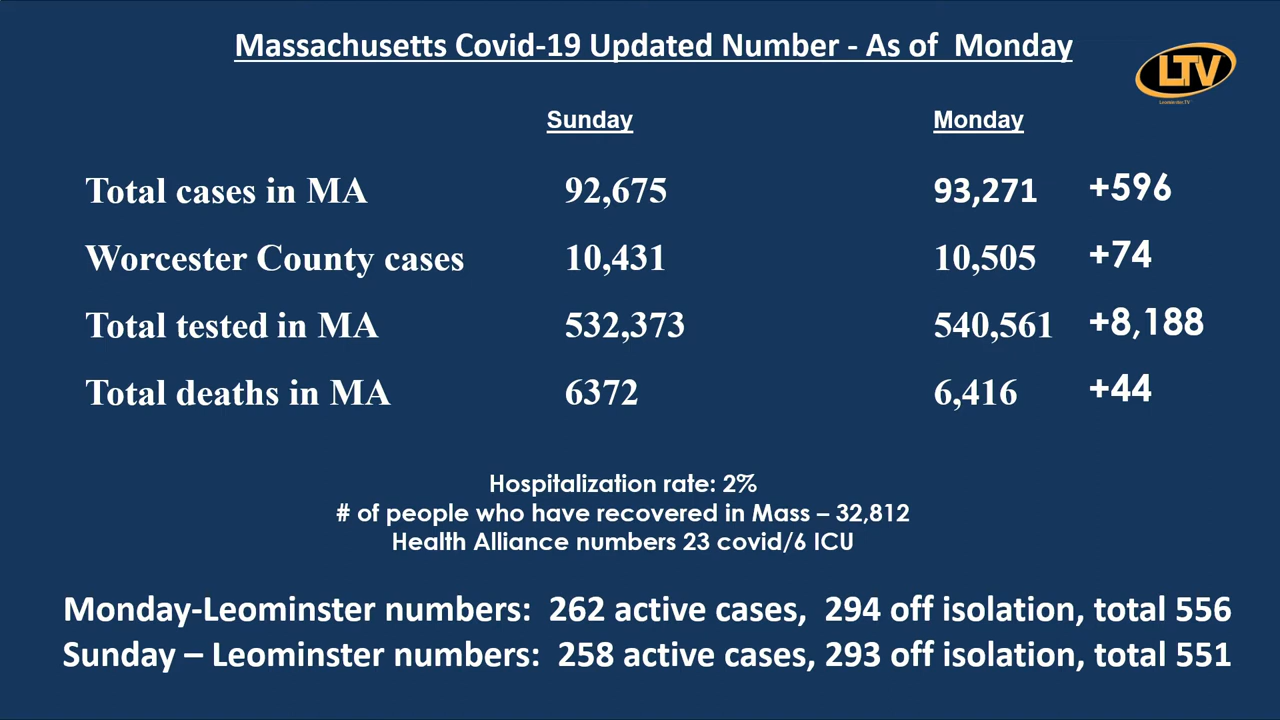 Massachusetts Covid-19 Updated Number - As of Monday
LTV
Leominster.TV
Sunday Monday
Total cases in MA 92,675 93,271 +596
Worcester County cases 10,431 10,505 +74
Total tested in MA 532,373 540,561 +8,188
Total deaths in MA 6372 6,416 +44
Hospitalization rate: 2%
# of people who have recovered in Mass – 32,812
Health Alliance numbers 23 covid/6 ICU
Monday-Leominster numbers: 262 active cases, 294 off isolation, total 556
Sunday – Leominster numbers: 258 active cases, 293 off isolation, total 551